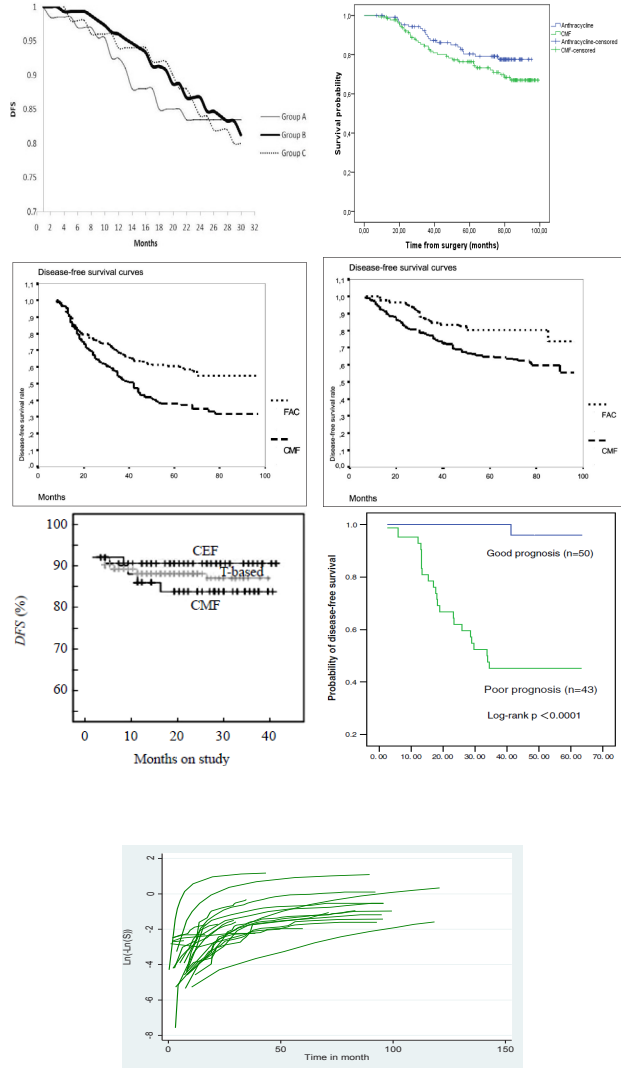 1
0.95
0.9
0.85
0.8
0.7
DFS
0 1 2 4 6 8 10 12 14 16 18 20 22 24 26 28 30 32
Months
Group A
Group B
Group C
1,0
0,8
0,6
0,4
0,2
0,0
Survival probability
0,00 20,00 40,00 60,00 80,00 100,00
Time from surgery (months)
Anthracycline
CMF
Anthracycline-censored
CMF-censored
Disease-free survival curves
1,1
1,0
,9
,8
,7
,6
,5
,4
,3
,2
,1
,0
Disease-free survival rate
0 20 40 60 80 100
Months
FAC
CMF
Disease-free survival curves
1,1
1,0
,9
,8
,7
,6
,5
,4
,3
,2
,1
,0
Disease-free survival rate
0 20 40 60 80 100
Months
FAC
CMF
100
90
80
70
60
DFS (%)
CEF
T-based
CMF
0 10 20 30 40
Months on study
1.0
0.8
0.6
0.4
0.2
Probability of disease-free survival
Good prognosis (n=50)
Poor prognosis (n=43)
Log-rank p <0.0001
0.00 10.00 20.00 30.00 40.00 50.00 60.00 70.00
2
0
-2
-4
-6
-8
Ln(-Ln(S))
0 50 100 150
Time in month